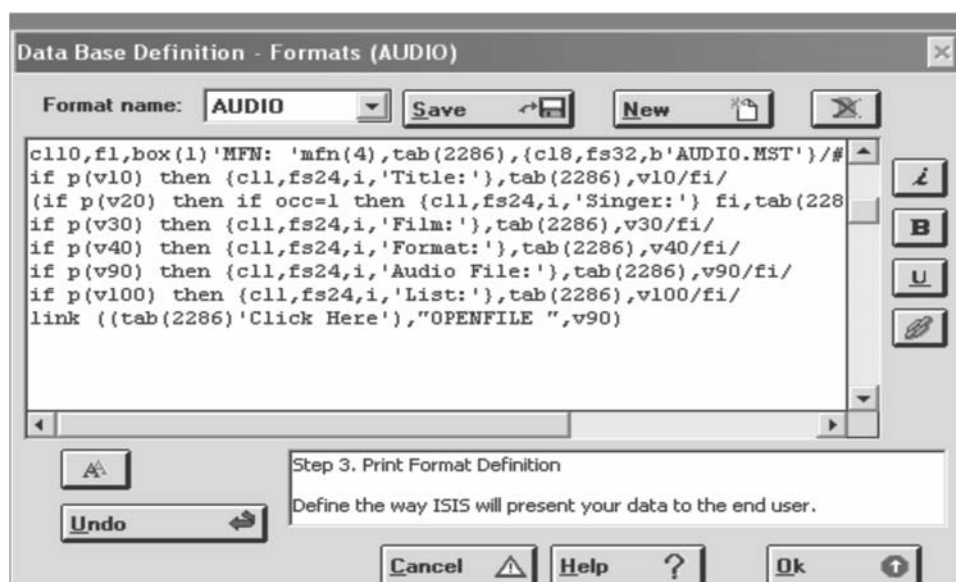 Data Base Definition - Formats (AUDIO)
Format name: AUDIO Save New
cl10,f1,box(1)'MFN: 'mfn(4),tab(2286),{cl8,fs32,b'AUDIO.MST'}/#
if p(v10) then {cl1,fs24,i,'Title:'},tab(2286),v10/fi/
(if p(v20) then if occ=1 then {cl1,fs24,i,'Singer:'} fi,tab(228
if p(v30) then {cl1,fs24,i,'Film:'},tab(2286),v30/fi/
if p(v40) then {cl1,fs24,i,'Format:'},tab(2286),v40/fi/
if p(v90) then {cl1,fs24,i,'Audio File:'},tab(2286),v90/fi/
if p(v100) then {cl1,fs24,i,'List:'},tab(2286),v100/fi/
link ((tab(2286)'Click Here'),"OPENFILE ",v90)
i
B
U
AA
Step 3. Print Format Definition
Define the way ISIS will present your data to the end user.
Undo
Cancel Help ? Ok